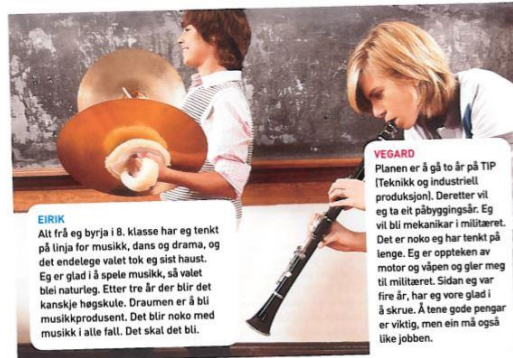 EIRIK
Alt frå eg byrja i 8. klasse har eg tenkt
på linja for musikk, dans og drama, og
det endelege valet tok eg sist haust.
Eg er glad i å spele musikk, så valet
blei naturleg. Etter tre år der blir det
kanskje høgskule. Draumen er å bli
musikkprodusent. Det blir noko med
musikk i alle fall. Det skal det bli.
VEGARD
Planen er å gå to år på TIP
(Teknikk og industriell
produksjon). Deretter vil
eg ta eit påbyggingsår. Eg
vil bli mekanikar i militæret.
Det er noko eg har tenkt på
lenge. Eg er oppteken av
motor og våpen og gler meg
til militæret. Sidan eg var
fire år, har eg vore glad i
å skrue. Å tene gode pengar
er viktig, men ein må også
like jobben.